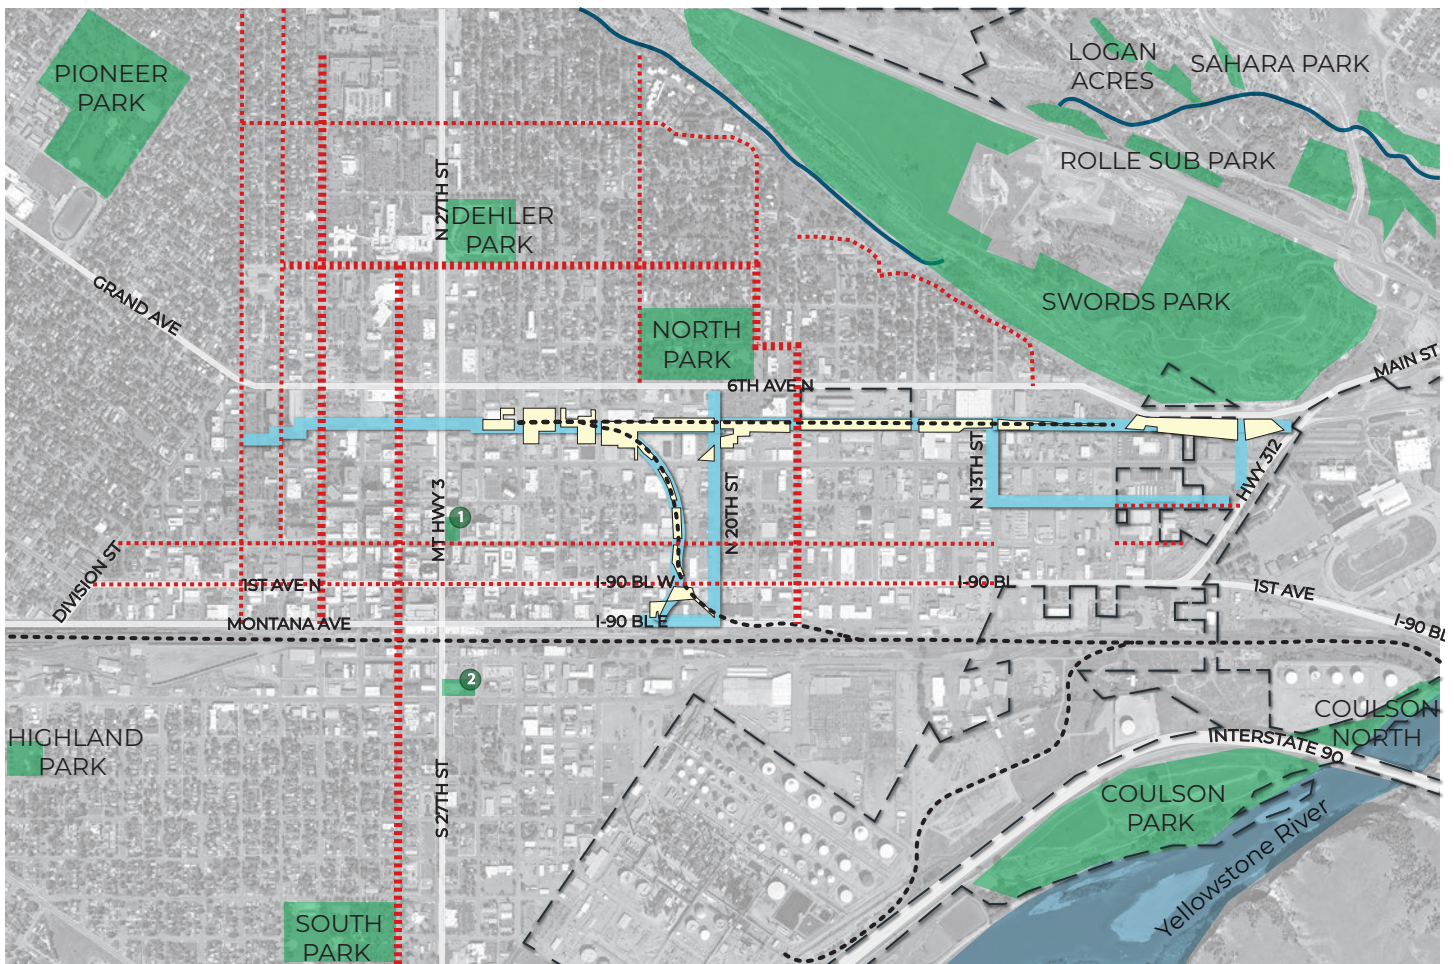 LOGAN
ACRES
SAHARA PARK
PIONEER
PARK
ROLLE SUB PARK
N 27TH ST
DEHLER
PARK
GRAND AVE
SWORDS PARK
NORTH
PARK
MAIN ST
6TH AVE N
HWY 312
N 13TH ST
N 20TH ST
MT HWY 3
1
DIVISION ST
1ST AVE N
I-90 BL W
I-90 BL
1ST AVE
MONTANA AVE
I-90 BL E
I-90 BL
2
COULSON
NORTH
HIGHLAND
PARK
INTERSTATE 90
S 27TH ST
COULSON
PARK
Yellowstone River
SOUTH
PARK